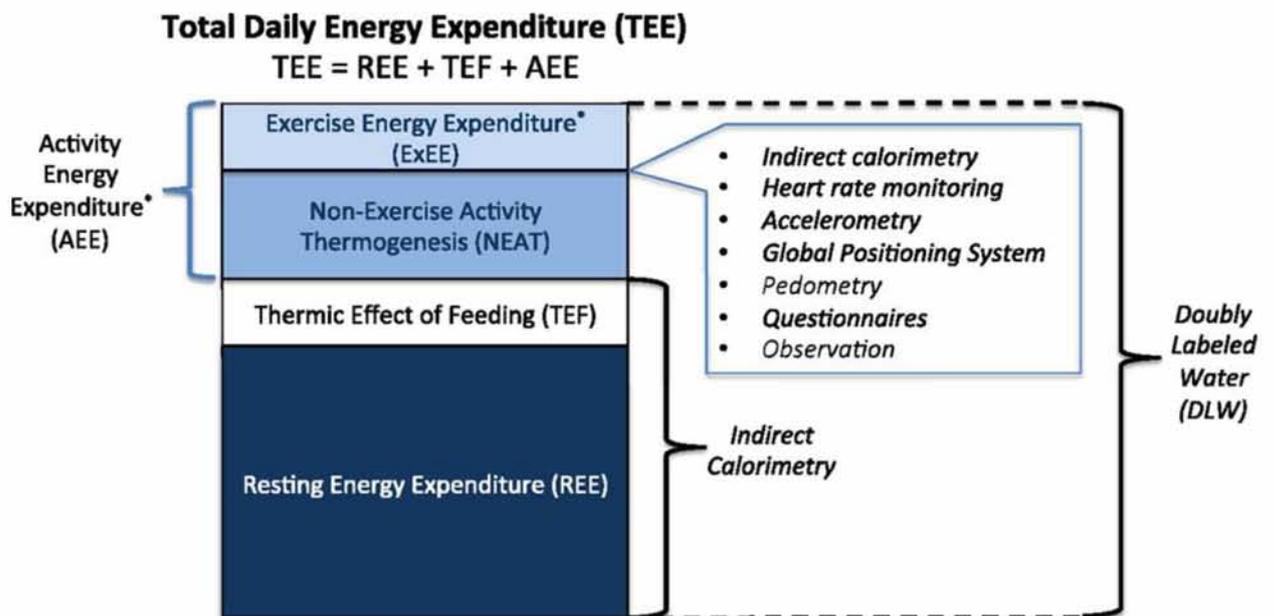 Total Daily Energy Expenditure (TEE)
TEE = REE + TEF + AEE
Activity
Energy
Expenditure*
(AEE)
Exercise Energy Expenditure*
(ExEE)
Non-Exercise Activity
Thermogenesis (NEAT)
Thermic Effect of Feeding (TEF)
Resting Energy Expenditure (REE)
• Indirect calorimetry
• Heart rate monitoring
• Accelerometry
• Global Positioning System
• Pedometry
• Questionnaires
• Observation
Indirect
Calorimetry
Doubly
Labeled
Water
(DLW)